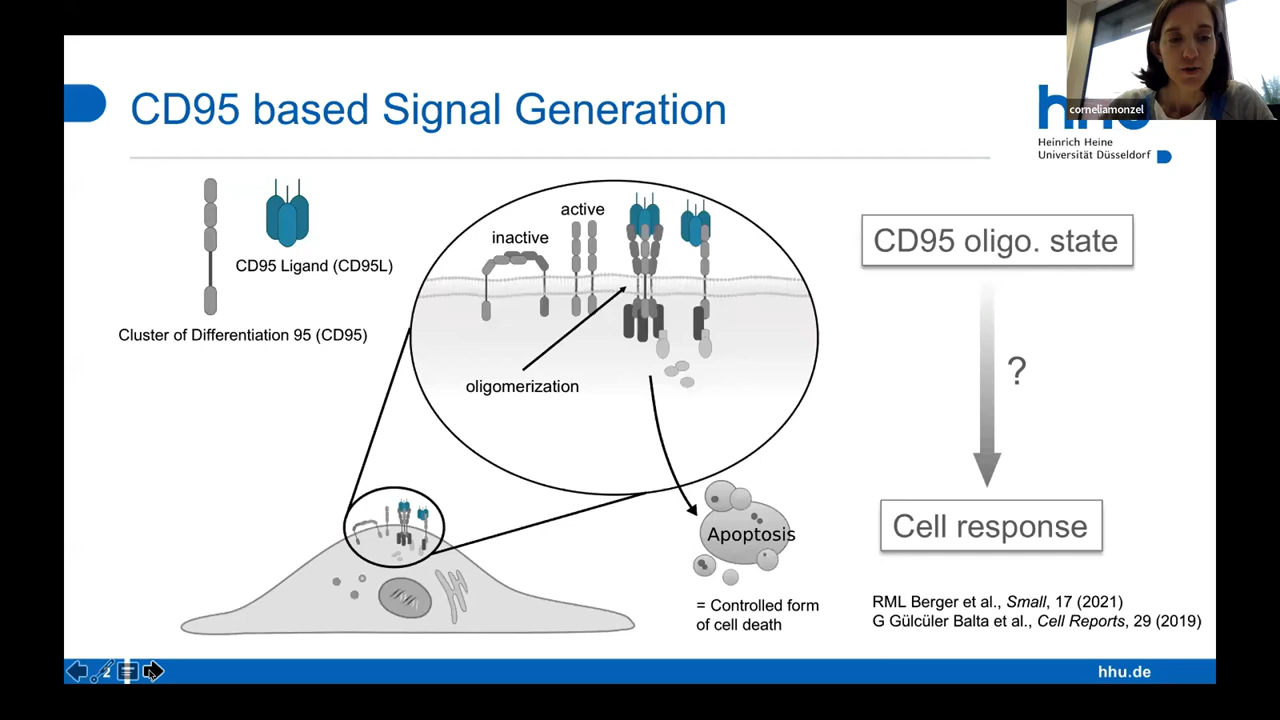 CD95 based Signal Generation
corneliamonzel
Heinrich Heine
Universität Düsseldorf
CD95 Ligand (CD95L)
Cluster of Differentiation 95 (CD95)
inactive
active
oligomerization
Apoptosis
= Controlled form
of cell death
CD95 oligo. state
?
Cell response
RML Berger et al., Small, 17 (2021)
G Gülcüler Balta et al., Cell Reports, 29 (2019)
2
hhu.de